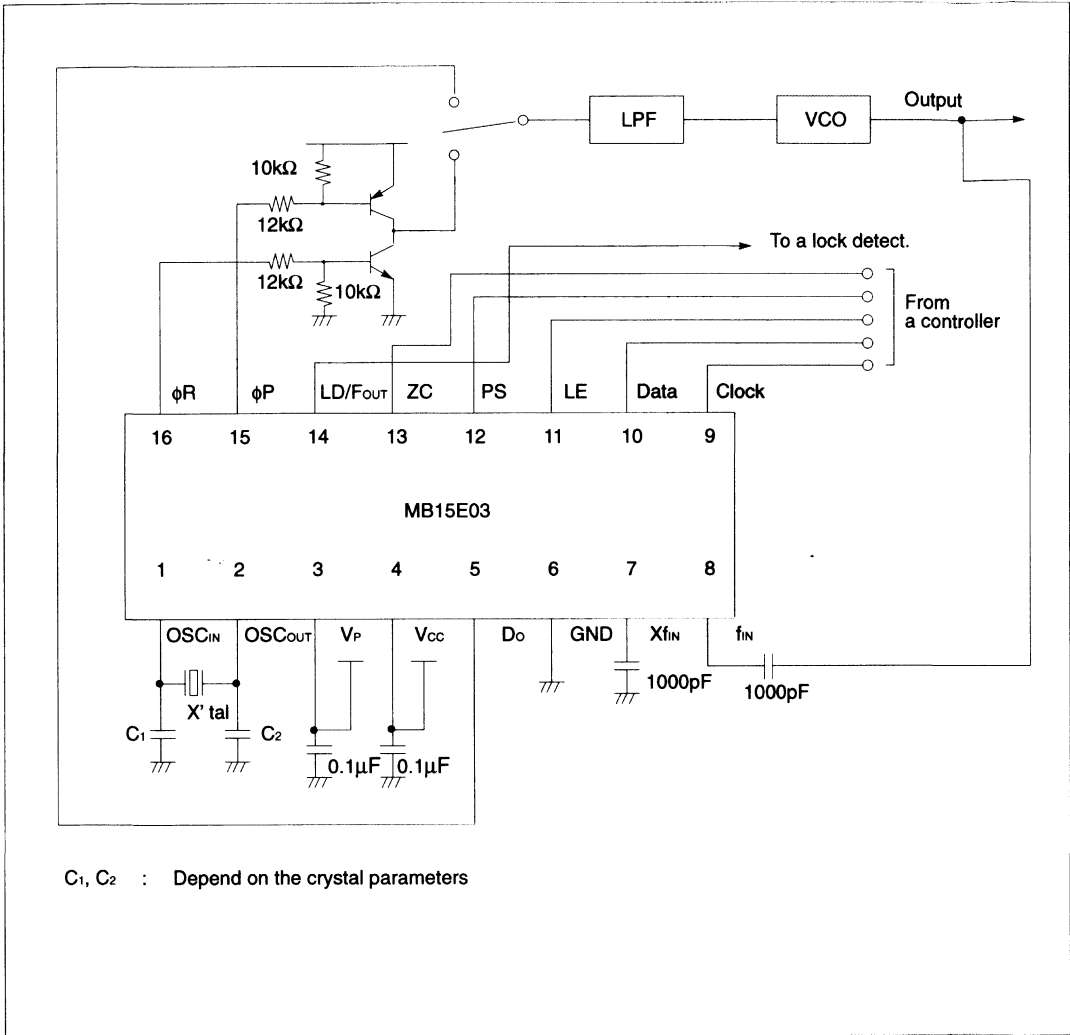 Output
LPF
VCO
10kΩ
12kΩ
To a lock detect.
12kΩ
10kΩ
From
a controller
ϕR
ϕP
LD/FOUT
ZC
PS
LE
Data
Clock
16
15
14
13
12
11
10
9
MB15E03
1
2
3
4
5
6
7
8
OSCIN
OSCOUT
VP
VCC
DO
GND
XfIN
fIN
1000pF
1000pF
X' tal
C1
C2
0.1µF
0.1µF
C1, C2 : Depend on the crystal parameters